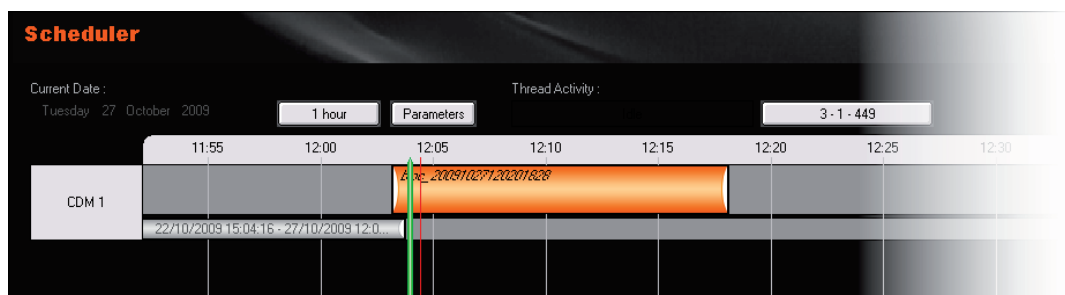 Scheduler
Current Date :
Thread Activity :
Tuesday 27 October 2009
1 hour
Parameters
3 - 1 - 449
11:55 12:00 12:05 12:10 12:15 12:20 12:25 12:30
20091027120201828
CDM 1
22/10/2009 15:04:16 - 27/10/2009 12:0...